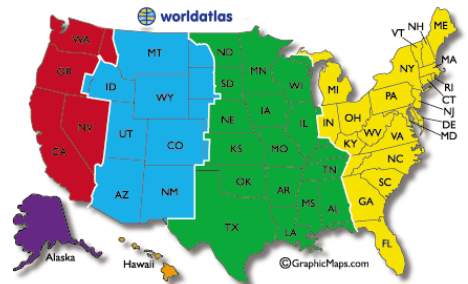 worldatlas
WA
MT
ND
MN
OR
ID
WY
SD
WI
MI
NY
ME
VT
NH
MA
RI
CT
NJ
DE
MD
PA
NV
UT
CO
NE
IA
IL
IN
OH
WV
VA
KY
CA
AZ
NM
KS
MO
OK
AR
TN
NC
SC
TX
LA
MS
AL
GA
FL
Alaska
Hawaii
©GraphicMaps.com